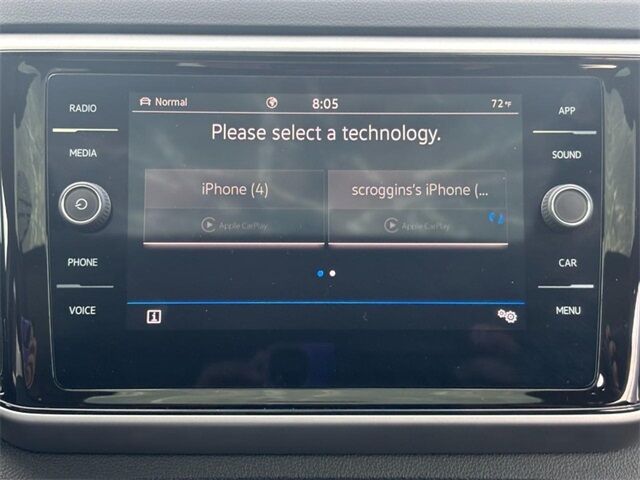 RADIO
MEDIA
PHONE
VOICE
Normal
8:05
72°F
Please select a technology.
iPhone (4)
Apple CarPlay
scroggins's iPhone (...
Apple CarPlay
i
APP
SOUND
CAR
MENU